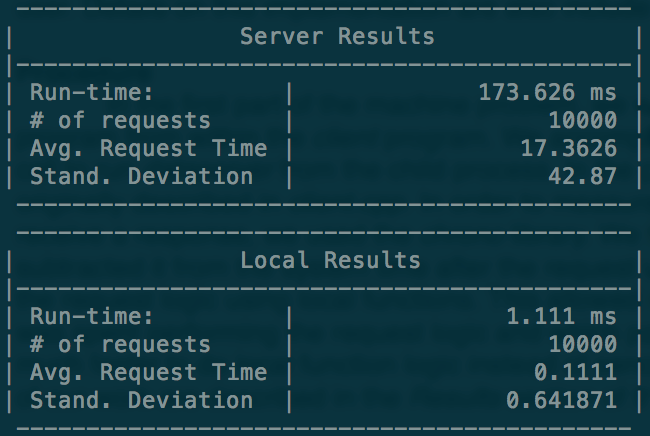 Server Results
Run-time: | 173.626 ms
# of requests | 10000
Avg. Request Time | 17.3626
Stand. Deviation | 42.87
Local Results
Run-time: | 1.111 ms
# of requests | 10000
Avg. Request Time | 0.1111
Stand. Deviation | 0.641871